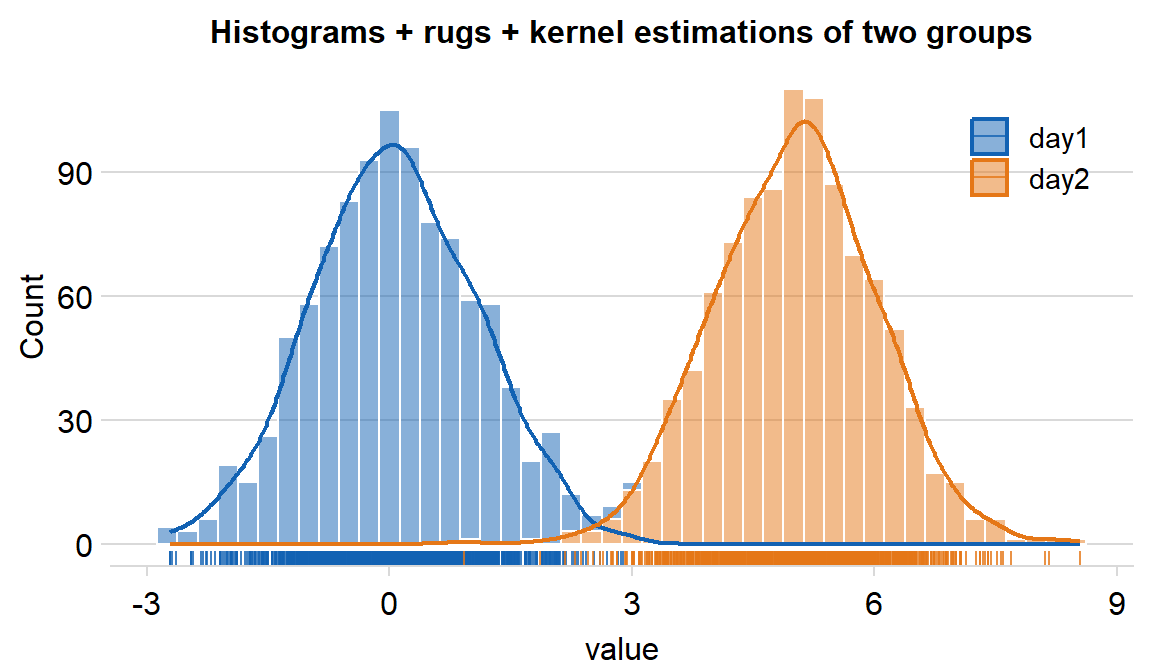 Histograms + rugs + kernel estimations of two groups
day1
day2
90
60
30
0
Count
-3
0
3
6
9
value